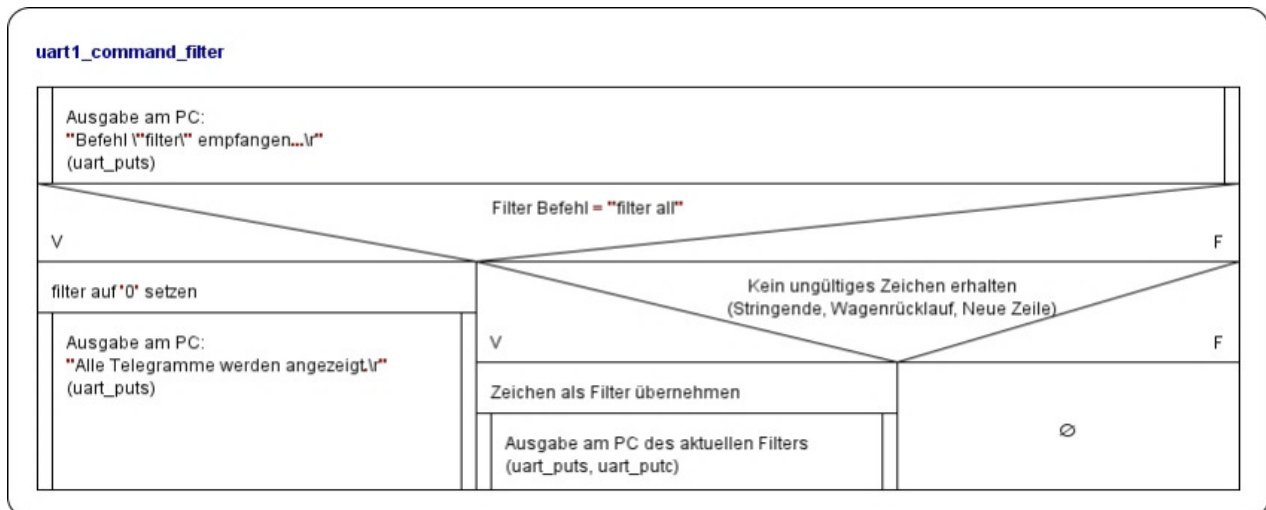 uart1_command_filter
Ausgabe am PC:
"Befehl \"filter\" empfangen...\r"
(uart_puts)
Filter Befehl = "filter all"
V
F
filter auf '0' setzen
Kein ungültiges Zeichen erhalten
(Stringende, Wagenrücklauf, Neue Zeile)
Ausgabe am PC:
"Alle Telegramme werden angezeigt.\r"
(uart_puts)
V
F
Zeichen als Filter übernehmen
Ausgabe am PC des aktuellen Filters
(uart_puts, uart_putc)
∅